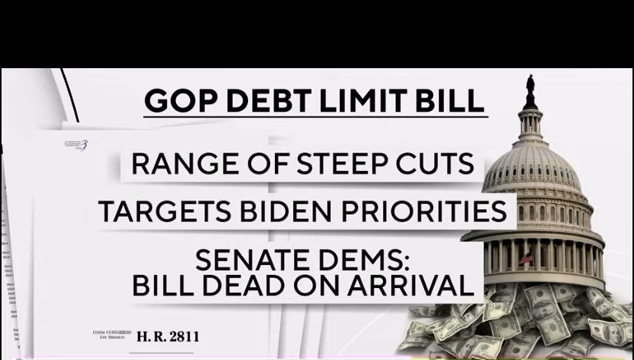 GOP DEBT LIMIT BILL
RANGE OF STEEP CUTS
TARGETS BIDEN PRIORITIES
SENATE DEMS:
BILL DEAD ON ARRIVAL
H. R. 2811